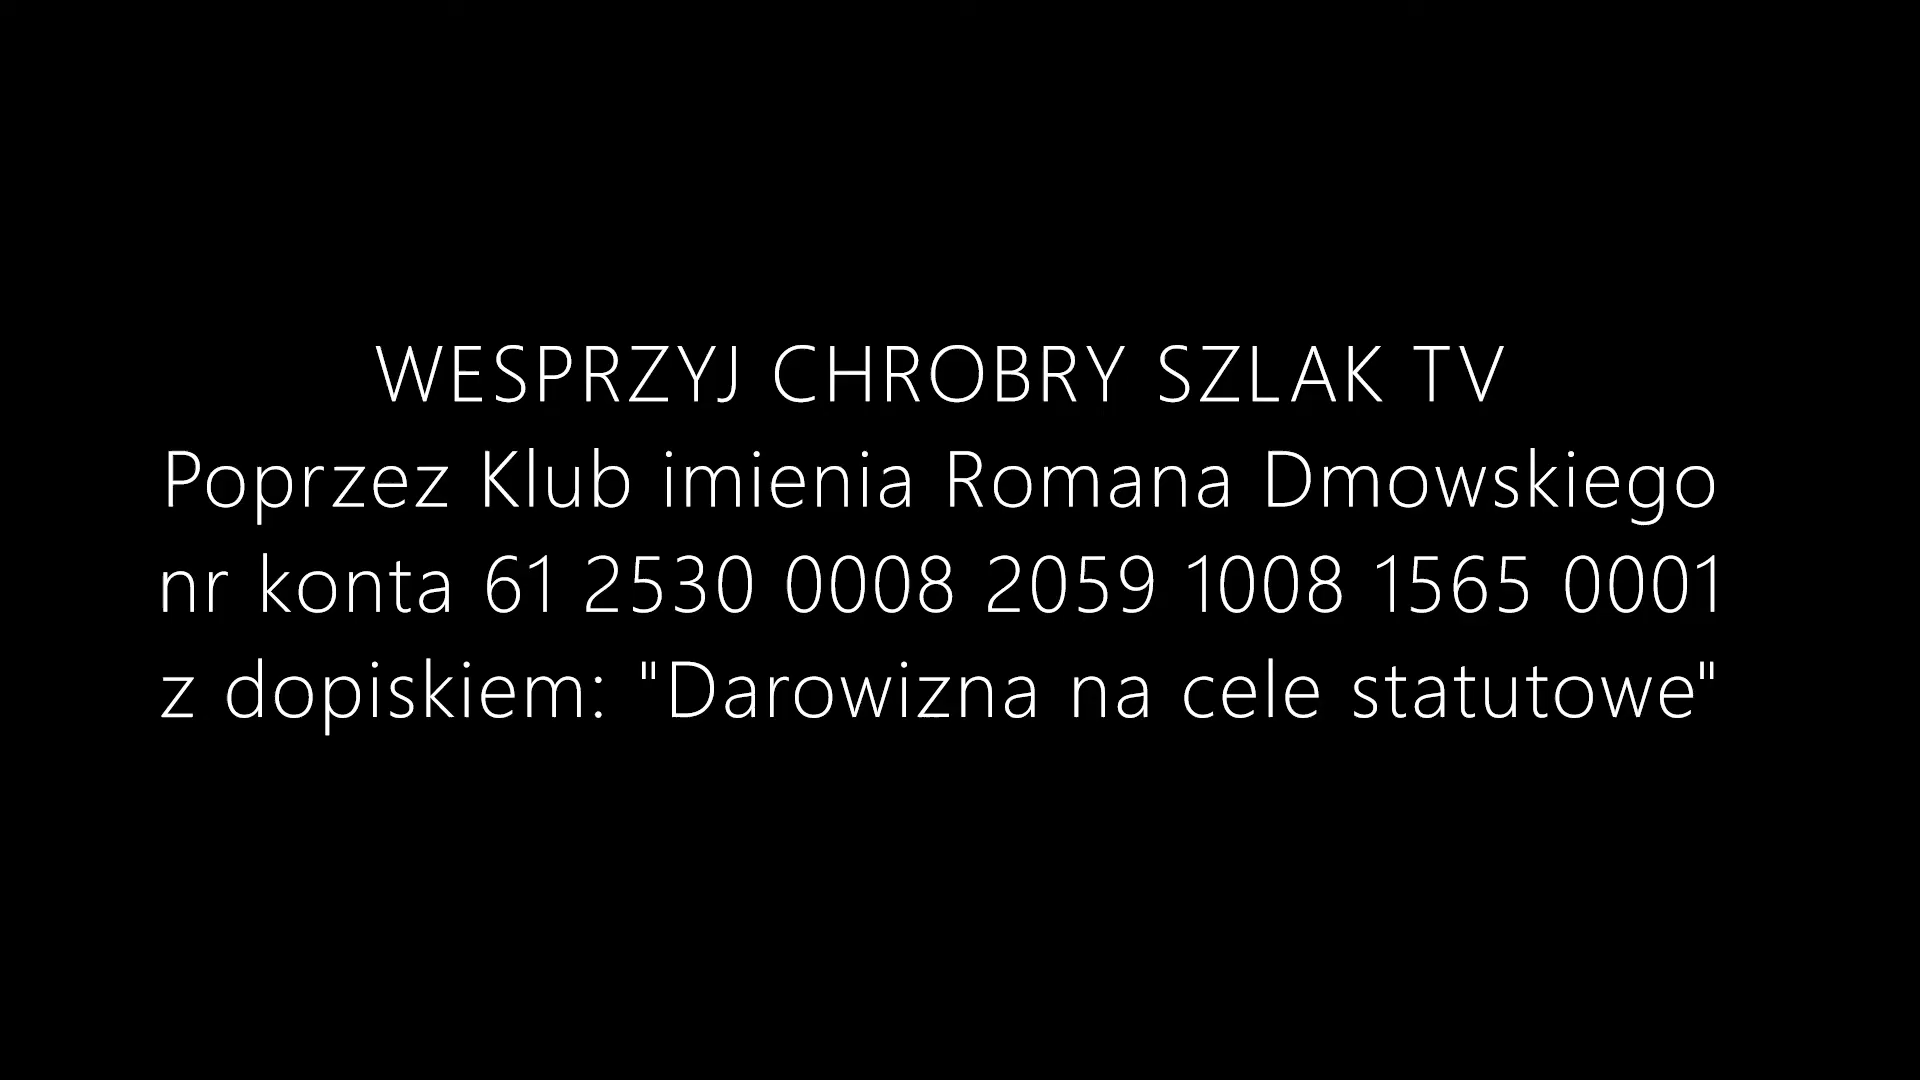 WESPRZYJ CHROBRY SZLAK TV
Poprzez Klub imienia Romana Dmowskiego
nr konta 61 2530 0008 2059 1008 1565 0001
z dopiskiem: "Darowizna na cele statutowe"